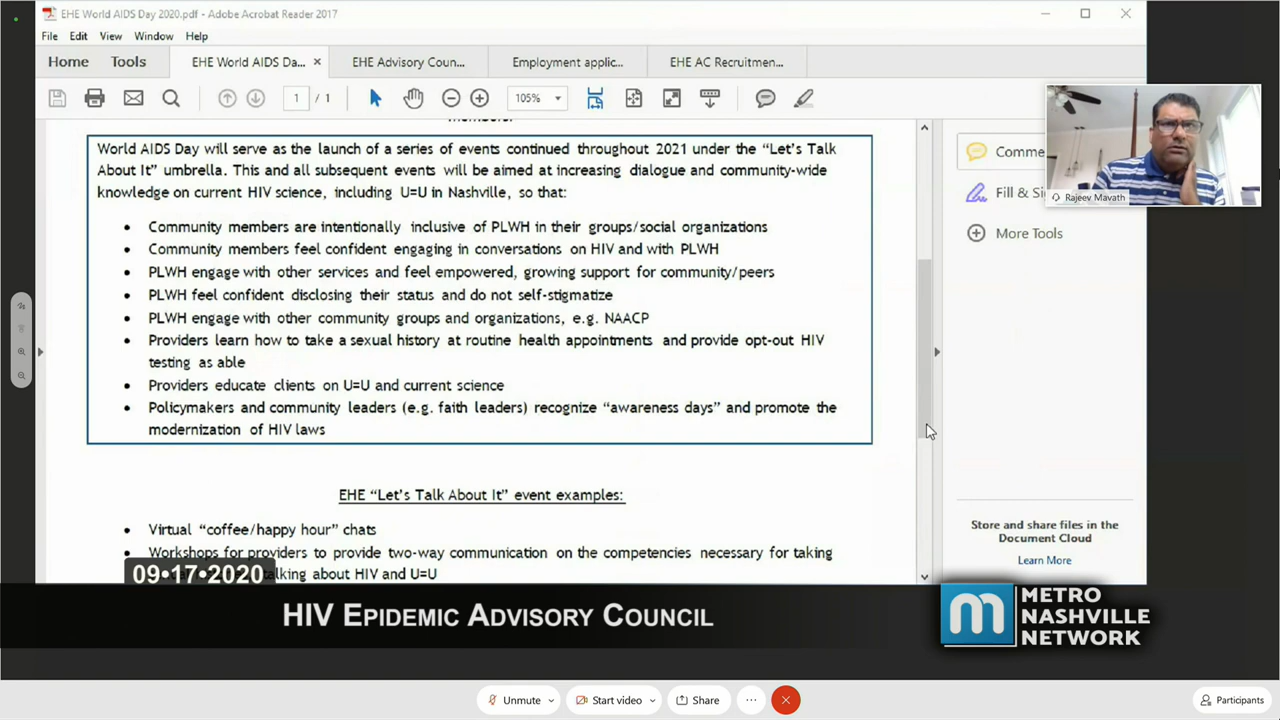 EHE World AIDS Day 2020.pdf - Adobe Acrobat Reader 2017
File Edit View Window Help
Home Tools EHE World AIDS Da... × EHE Advisory Coun... Employment applic... EHE AC Recruitmen...
1 / 1 105%
members.
World AIDS Day will serve as the launch of a series of events continued throughout 2021 under the “Let’s Talk
About It” umbrella. This and all subsequent events will be aimed at increasing dialogue and community-wide
knowledge on current HIV science, including U=U in Nashville, so that:
• Community members are intentionally inclusive of PLWH in their groups/social organizations
• Community members feel confident engaging in conversations on HIV and with PLWH
• PLWH engage with other services and feel empowered, growing support for community/peers
• PLWH feel confident disclosing their status and do not self-stigmatize
• PLWH engage with other community groups and organizations, e.g. NAACP
• Providers learn how to take a sexual history at routine health appointments and provide opt-out HIV
testing as able
• Providers educate clients on U=U and current science
• Policymakers and community leaders (e.g. faith leaders) recognize “awareness days” and promote the
modernization of HIV laws
EHE “Let’s Talk About It” event examples:
• Virtual “coffee/happy hour” chats
• Workshops for providers to provide two-way communication on the competencies necessary for taking
talking about HIV and U=U
Comme
Fill & Si
More Tools
Rajeev Mavath
Store and share files in the
Document Cloud
Learn More
09•17•2020
HIV EPIDEMIC ADVISORY COUNCIL
m METRO
NASHVILLE
NETWORK
Unmute Start video Share ... Participants